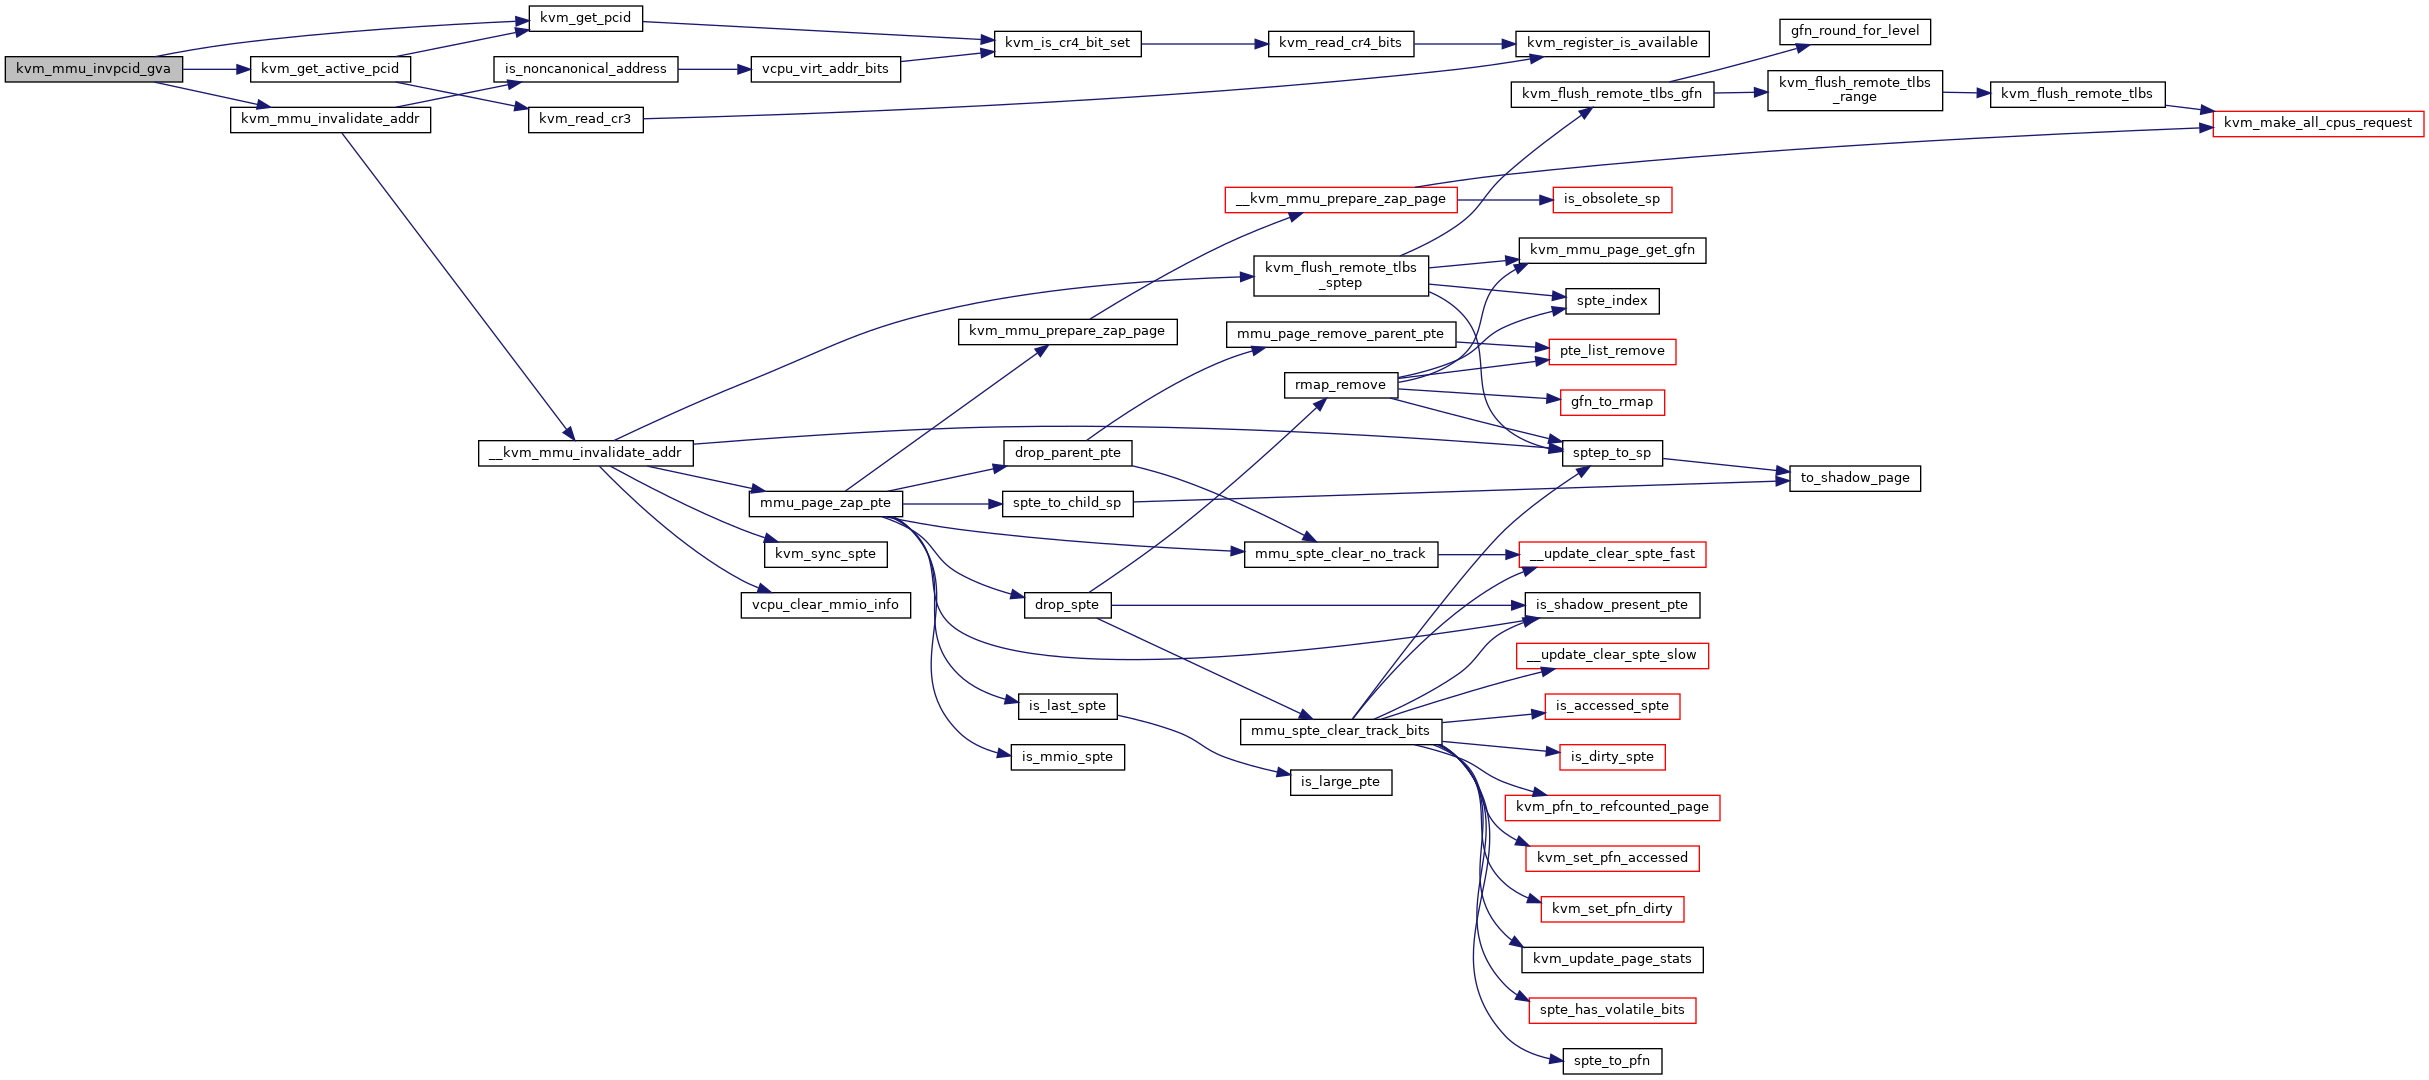 kvm_mmu_invpcid_gva
kvm_get_pcid
kvm_get_active_pcid
kvm_mmu_invalidate_addr
is_noncanonical_address
kvm_read_cr3
vcpu_virt_addr_bits
kvm_is_cr4_bit_set
kvm_read_cr4_bits
kvm_register_is_available
gfn_round_for_level
kvm_flush_remote_tlbs_gfn
kvm_flush_remote_tlbs
_range
kvm_flush_remote_tlbs
kvm_make_all_cpus_request
__kvm_mmu_prepare_zap_page
is_obsolete_sp
kvm_flush_remote_tlbs
_sptep
kvm_mmu_page_get_gfn
spte_index
kvm_mmu_prepare_zap_page
mmu_page_remove_parent_pte
pte_list_remove
rmap_remove
gfn_to_rmap
__kvm_mmu_invalidate_addr
drop_parent_pte
sptep_to_sp
to_shadow_page
mmu_page_zap_pte
spte_to_child_sp
kvm_sync_spte
mmu_spte_clear_no_track
__update_clear_spte_fast
vcpu_clear_mmio_info
drop_spte
is_shadow_present_pte
__update_clear_spte_slow
is_last_spte
is_accessed_spte
mmu_spte_clear_track_bits
is_mmio_spte
is_dirty_spte
is_large_pte
kvm_pfn_to_refcounted_page
kvm_set_pfn_accessed
kvm_set_pfn_dirty
kvm_update_page_stats
spte_has_volatile_bits
spte_to_pfn